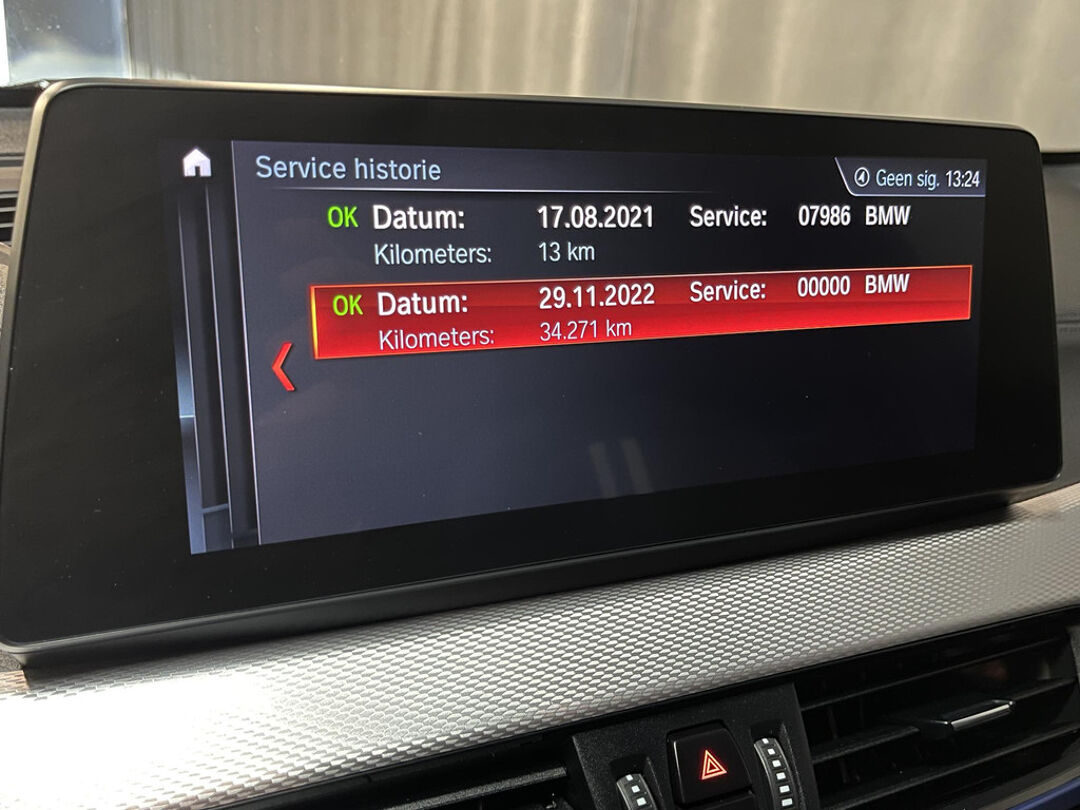 Service historie
Geen sig. 13:24
OK Datum: 17.08.2021 Service: 07986 BMW
Kilometers: 13 km
OK Datum: 29.11.2022 Service: 00000 BMW
Kilometers: 34.271 km